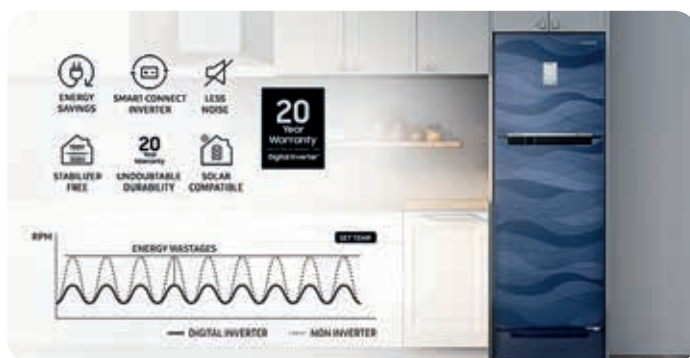 ENERGY
SAVINGS
SMART CONNECT
INVERTER
LESS
NOISE
20
Year
Warranty
Digital Inverter
STABILIZER
FREE
20
Year
Warranty
UNDOUBTABLE
DURABILITY
SOLAR
COMPATIBLE
RPM
ENERGY WASTAGES
SET TEMP
DIGITAL INVERTER
NON INVERTER